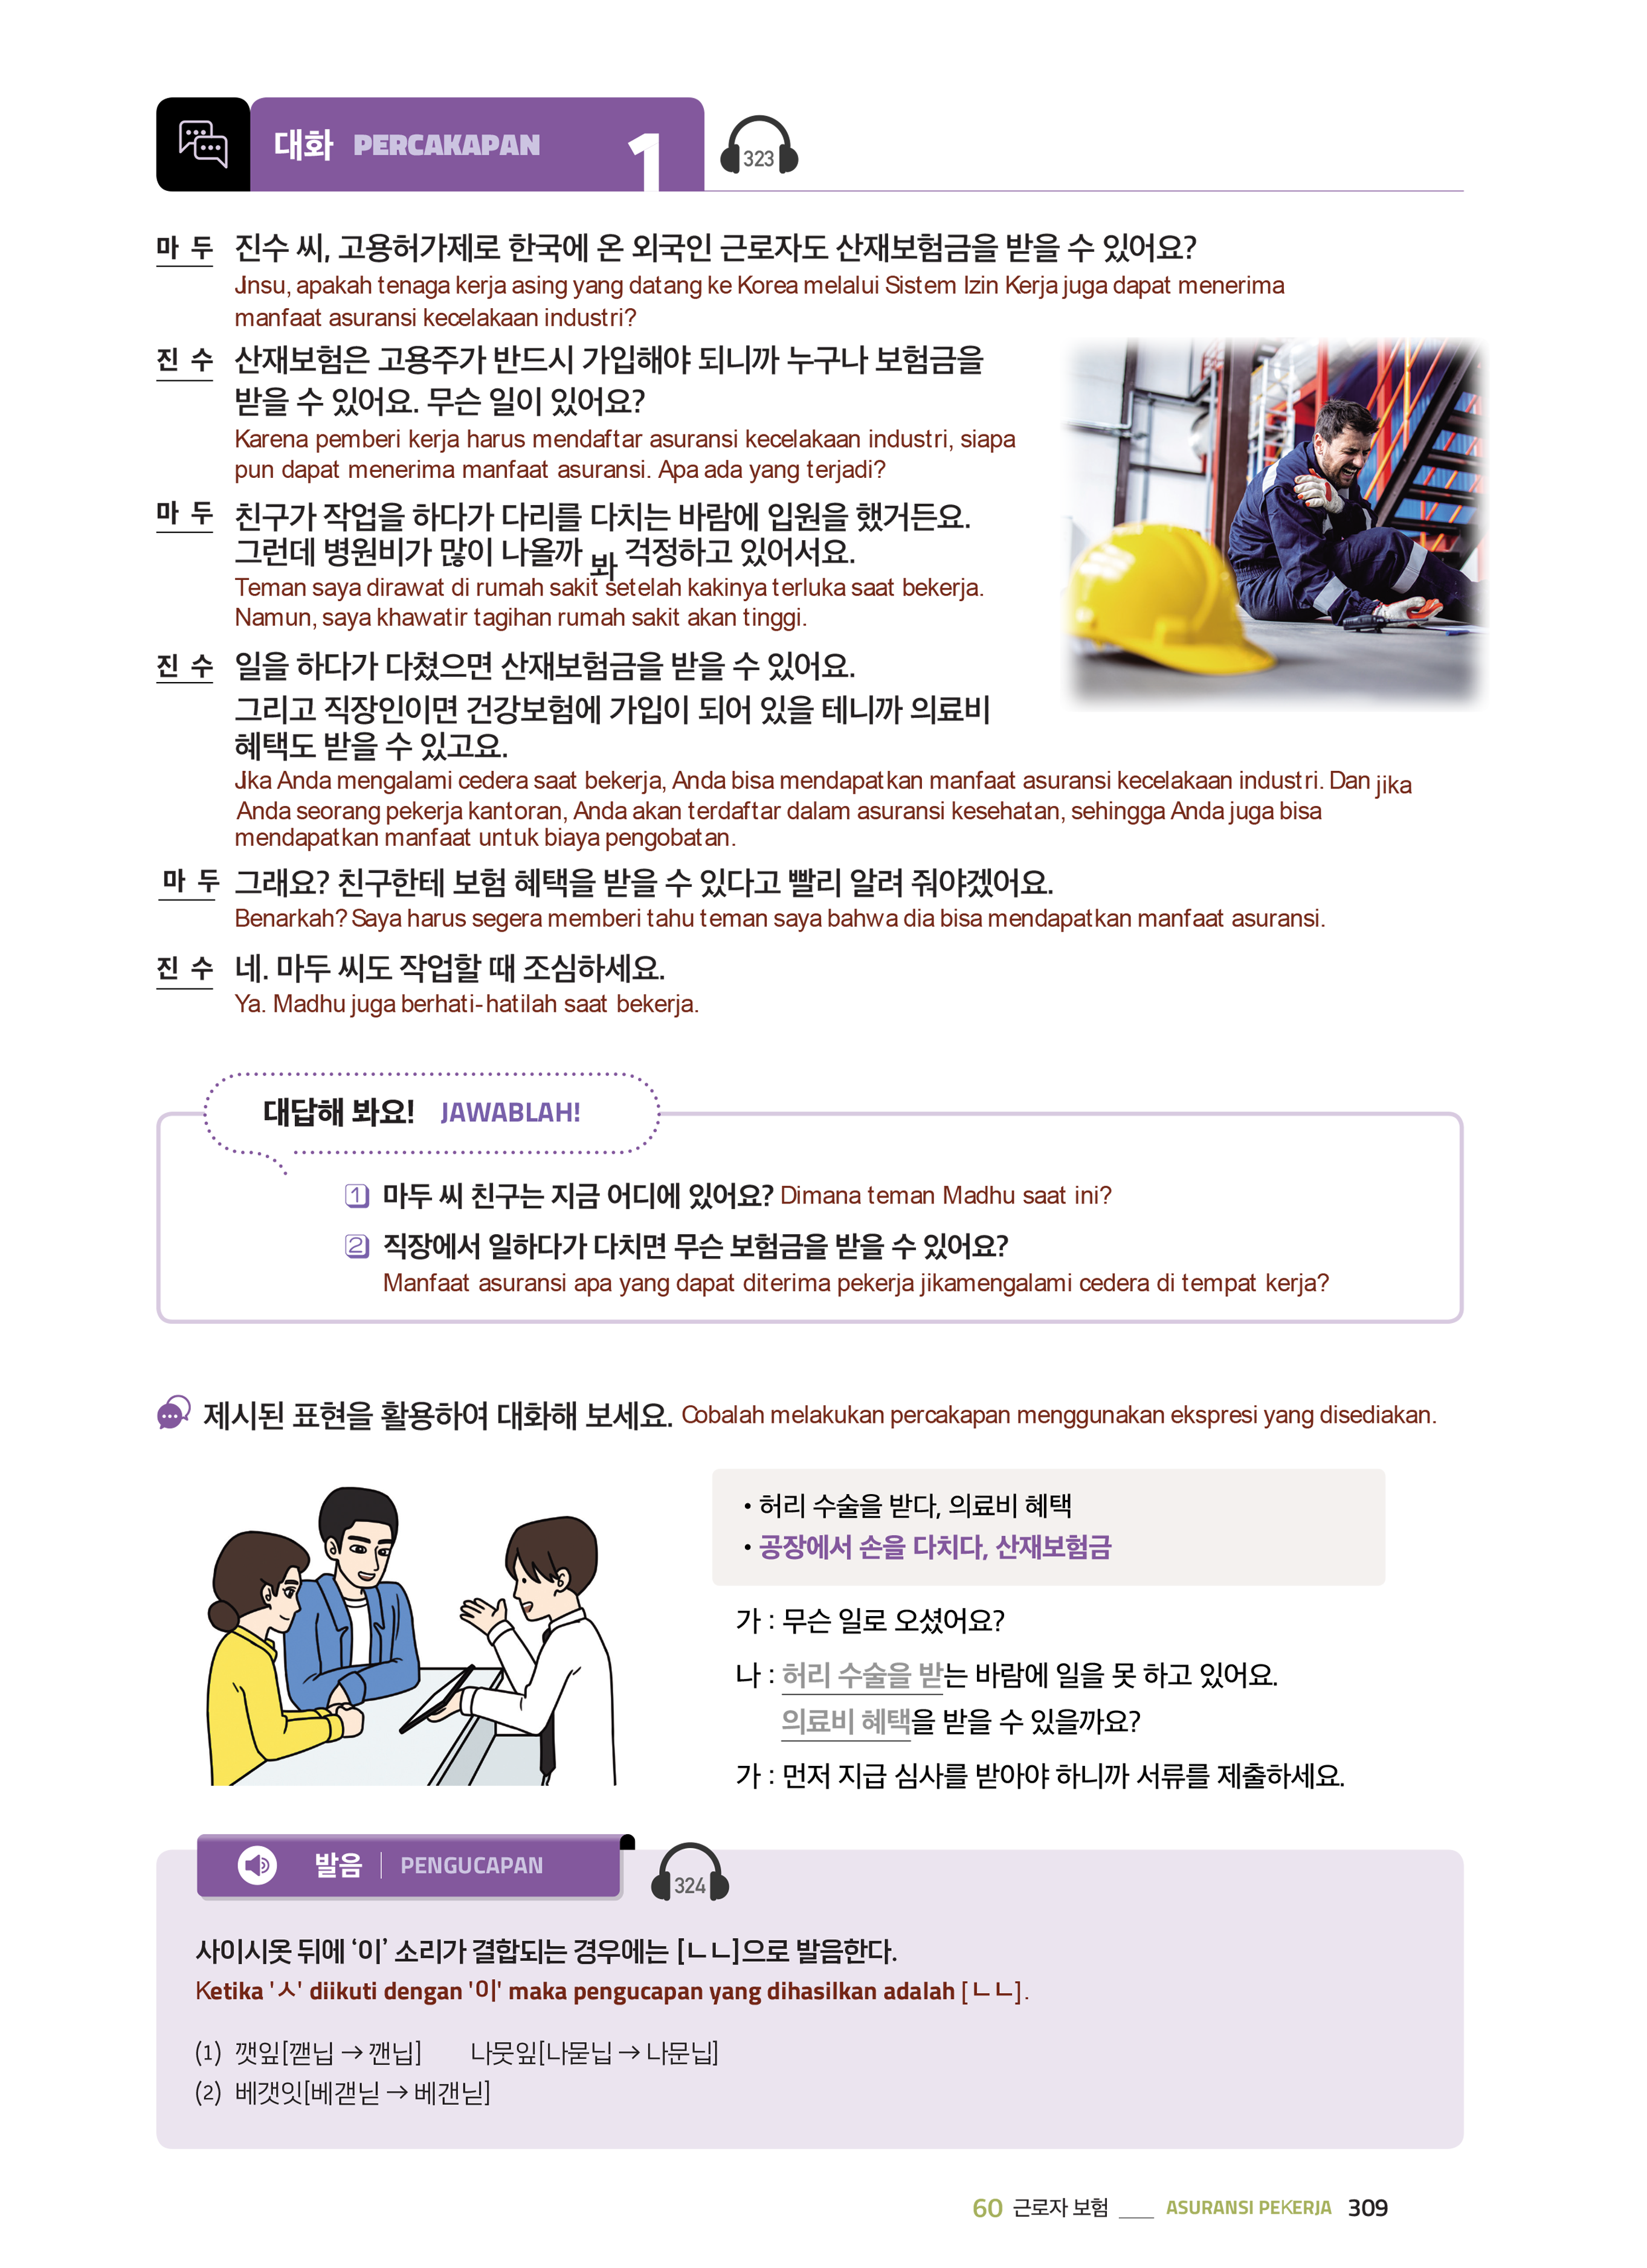 대화 PERCAKAPAN 1 323
마 두 진수 씨, 고용허가제로 한국에 온 외국인 근로자도 산재보험금을 받을 수 있어요?
Jinsu, apakah tenaga kerja asing yang datang ke Korea melalui Sistem Izin Kerja juga dapat menerima
manfaat asuransi kecelakaan industri?
진 수 산재보험은 고용주가 반드시 가입해야 되니까 누구나 보험금을
받을 수 있어요. 무슨 일이 있어요?
Karena pemberi kerja harus mendaftar asuransi kecelakaan industri, siapa
pun dapat menerima manfaat asuransi. Apa ada yang terjadi?
마 두 친구가 작업을 하다가 다리를 다치는 바람에 입원을 했거든요.
그런데 병원비가 많이 나올까 봐 걱정하고 있어서요.
Teman saya dirawat di rumah sakit setelah kakinya terluka saat bekerja.
Namun, saya khawatir tagihan rumah sakit akan tinggi.
진 수 일을 하다가 다쳤으면 산재보험금을 받을 수 있어요.
그리고 직장인이면 건강보험에 가입이 되어 있을 테니까 의료비
혜택도 받을 수 있고요.
Jika Anda mengalami cedera saat bekerja, Anda bisa mendapatkan manfaat asuransi kecelakaan industri. Dan jika
Anda seorang pekerja kantoran, Anda akan terdaftar dalam asuransi kesehatan, sehingga Anda juga bisa
mendapatkan manfaat untuk biaya pengobatan.
마 두 그래요? 친구한테 보험 혜택을 받을 수 있다고 빨리 알려 줘야겠어요.
Benarkah? Saya harus segera memberi tahu teman saya bahwa dia bisa mendapatkan manfaat asuransi.
진 수 네. 마두 씨도 작업할 때 조심하세요.
Ya. Madhu juga berhati-hatilah saat bekerja.
대답해 봐요! JAWABLAH!
1 마두 씨 친구는 지금 어디에 있어요? Dimana teman Madhu saat ini?
2 직장에서 일하다가 다치면 무슨 보험금을 받을 수 있어요?
Manfaat asuransi apa yang dapat diterima pekerja jikamengalami cedera di tempat kerja?
제시된 표현을 활용하여 대화해 보세요. Cobalah melakukan percakapan menggunakan ekspresi yang disediakan.
• 허리 수술을 받다, 의료비 혜택
• 공장에서 손을 다치다, 산재보험금
가 : 무슨 일로 오셨어요?
나 : 허리 수술을 받는 바람에 일을 못 하고 있어요.
의료비 혜택을 받을 수 있을까요?
가 : 먼저 지급 심사를 받아야 하니까 서류를 제출하세요.
발음 PENGUCAPAN 324
사이시옷 뒤에 ‘이’ 소리가 결합되는 경우에는 [ㄴㄴ]으로 발음한다.
Ketika 'ㅅ' diikuti dengan '이' maka pengucapan yang dihasilkan adalah [ㄴㄴ].
(1) 깻잎[깯닙 → 깬닙] 나뭇잎[나묻닙 → 나문닙]
(2) 베갯잇[베갣닏 → 베갠닏]
60 근로자 보험 ASURANSI PEKERJA 309